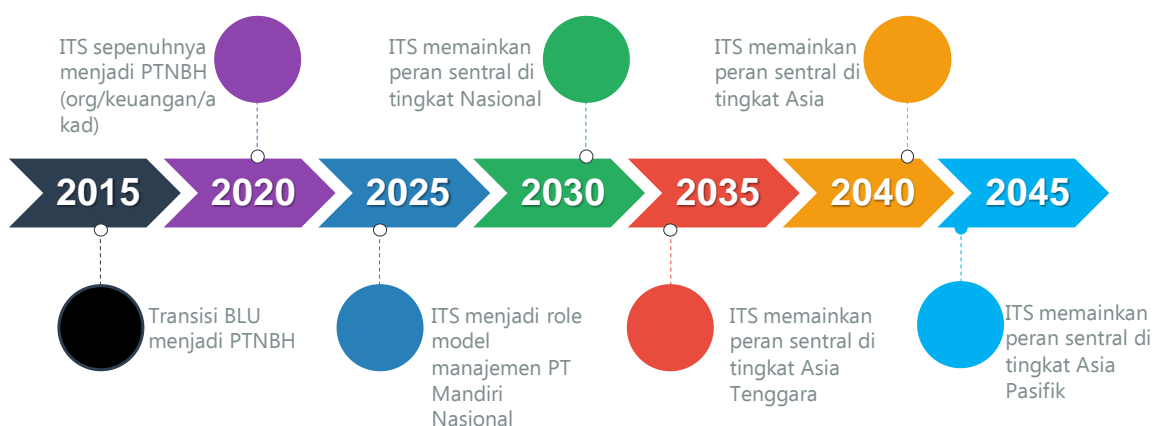 ITS sepenuhnya
menjadi PTNBH
(org/keuangan/a
kad)
ITS memainkan
peran sentral di
tingkat Nasional
ITS memainkan
peran sentral di
tingkat Asia
2015
2020
2025
2030
2035
2040
2045
Transisi BLU
menjadi PTNBH
ITS menjadi role
model
manajemen PT
Mandiri
Nasional
ITS memainkan
peran sentral di
tingkat Asia
Tenggara
ITS memainkan
peran sentral di
tingkat Asia
Pasifik